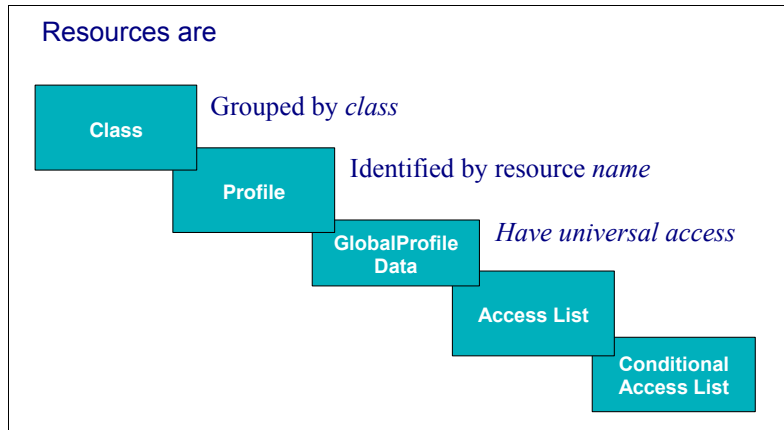 Resources are
Class
Grouped by class
Profile
Identified by resource name
GlobalProfile
Data
Have universal access
Access List
Conditional
Access List